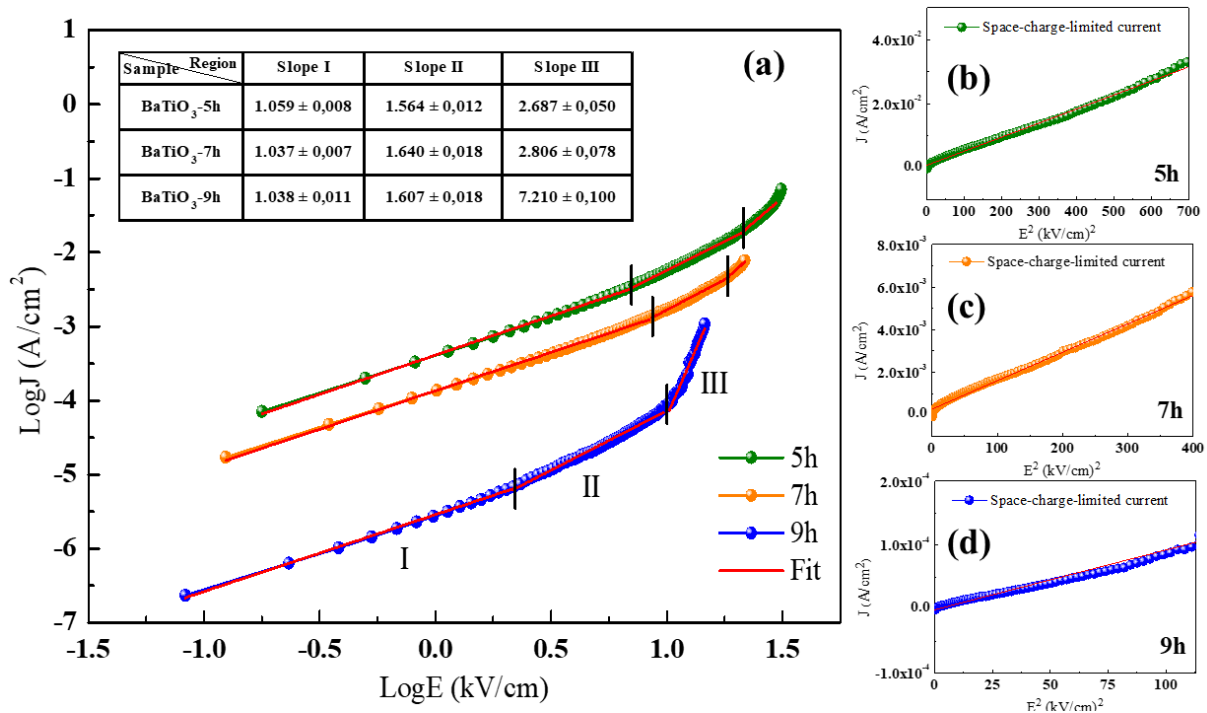 (a)
Sample Region Slope I Slope II Slope III
BaTiO₃-5h 1.059 ± 0,008 1.564 ± 0,012 2.687 ± 0,050
BaTiO₃-7h 1.037 ± 0,007 1.640 ± 0,018 2.806 ± 0,078
BaTiO₃-9h 1.038 ± 0,011 1.607 ± 0,018 7.210 ± 0,100
1
0
-1
-2
-3
-4
-5
-6
-7
LogJ (A/cm²)
I
II
III
5h
7h
9h
Fit
-1.5 -1.0 -0.5 0.0 0.5 1.0 1.5
LogE (kV/cm)
Space-charge-limited current
(b)
4.0x10⁻²
2.0x10⁻²
0.0
J (A/cm²)
5h
0 100 200 300 400 500 600 700
E² (kV/cm)²
Space-charge-limited current
(c)
8.0x10⁻³
6.0x10⁻³
4.0x10⁻³
2.0x10⁻³
0.0
J (A/cm²)
7h
0 100 200 300 400
E² (kV/cm)²
Space-charge-limited current
(d)
2.0x10⁻⁴
1.0x10⁻⁴
0.0
-1.0x10⁻⁴
J (A/cm²)
9h
0 25 50 75 100
E² (kV/cm)²